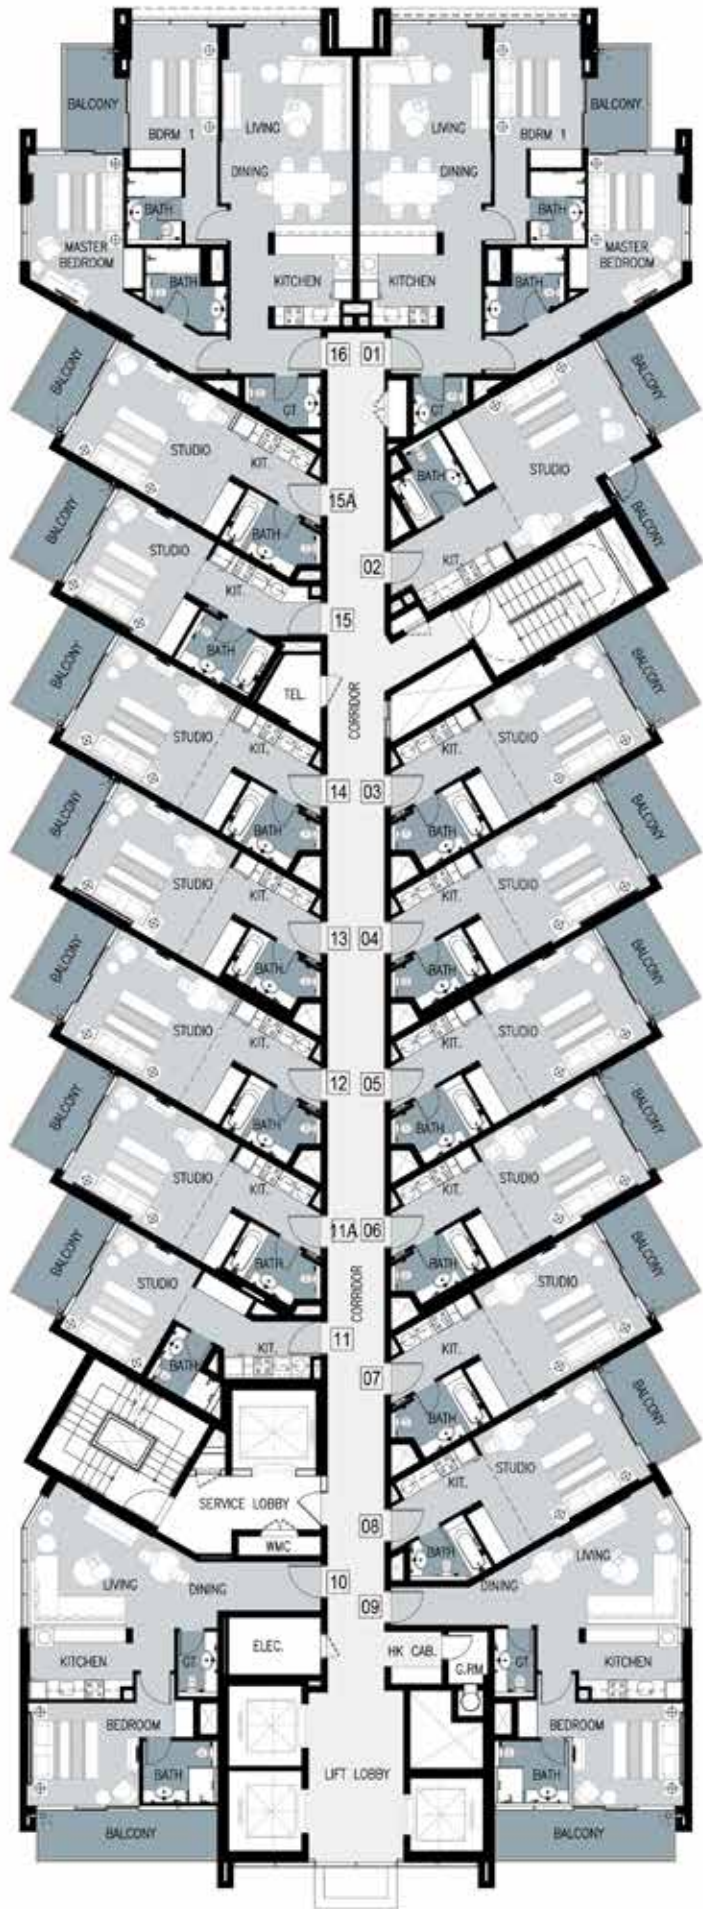 BALCONY
BDRM 1
LIVING
LIVING
BDRM 1
BALCONY
DINING
DINING
BATH
BATH
MASTER
BEDROOM
MASTER
BEDROOM
BATH
KITCHEN
KITCHEN
BATH
16
01
BALCONY
BALCONY
GT.
GT.
STUDIO
KIT.
BATH
STUDIO
15A
BALCONY
BALCONY
BATH
STUDIO
KIT.
02
KIT.
15
BATH
TEL.
CORRIDOR
BALCONY
BALCONY
STUDIO
KIT.
KIT.
STUDIO
14
03
BATH
BATH
BALCONY
BALCONY
STUDIO
KIT.
KIT.
STUDIO
13
04
BATH
BATH
BALCONY
BALCONY
STUDIO
KIT.
KIT.
STUDIO
12
05
BATH
BATH
BALCONY
BALCONY
STUDIO
KIT.
KIT.
STUDIO
11A
06
BATH
BATH
BALCONY
BALCONY
STUDIO
CORRIDOR
STUDIO
KIT.
11
KIT.
BATH
07
BALCONY
BATH
STUDIO
KIT.
SERVICE LOBBY
08
WMC
BATH
LIVING
DINING
10
DINING
LIVING
09
ELEC.
HK CAB.
G.RM
KITCHEN
GT.
GT.
KITCHEN
BEDROOM
BEDROOM
BATH
LIFT LOBBY
BATH
BALCONY
BALCONY